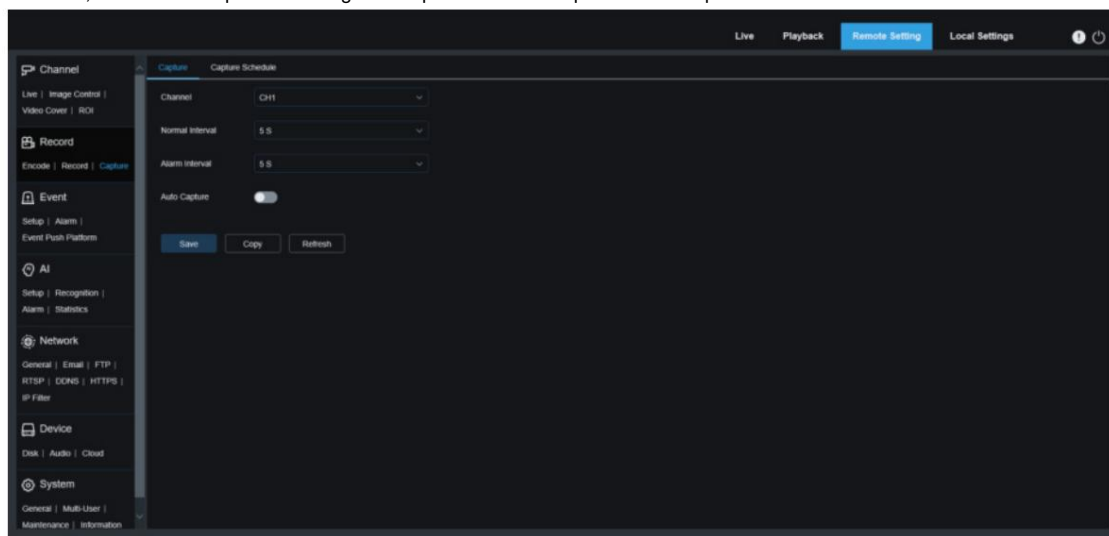 Live Playback Remote Setting Local Settings
Channel
Live | Image Control |
Video Cover | ROI
Record
Encode | Record | Capture
Event
Setup | Alarm |
Event Push Platform
AI
Setup | Recognition |
Alarm | Statistics
Network
General | Email | FTP |
RTSP | DDNS | HTTPS |
IP Filter
Device
Disk | Audio | Cloud
System
General | Multi-User |
Maintenance | Information
Capture Capture Schedule
Channel CH1
Normal Interval 5 S
Alarm Interval 5 S
Auto Capture
Save Copy Refresh